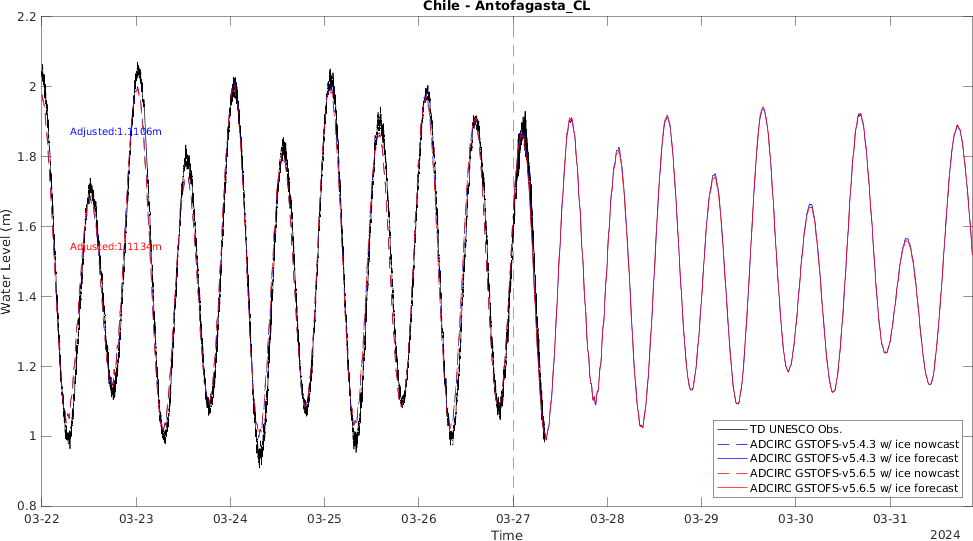 Chile - Antofagasta_CL
2.2
2
1.8
1.6
1.4
1.2
1
0.8
Water Level (m)
Adjusted:1.1106m
Adjusted:1.1134m
TD UNESCO Obs.
ADCIRC GSTOFS-v5.4.3 w/ ice nowcast
ADCIRC GSTOFS-v5.4.3 w/ ice forecast
ADCIRC GSTOFS-v5.6.5 w/ ice nowcast
ADCIRC GSTOFS-v5.6.5 w/ ice forecast
03-22 03-23 03-24 03-25 03-26 03-27 03-28 03-29 03-30 03-31
Time
2024